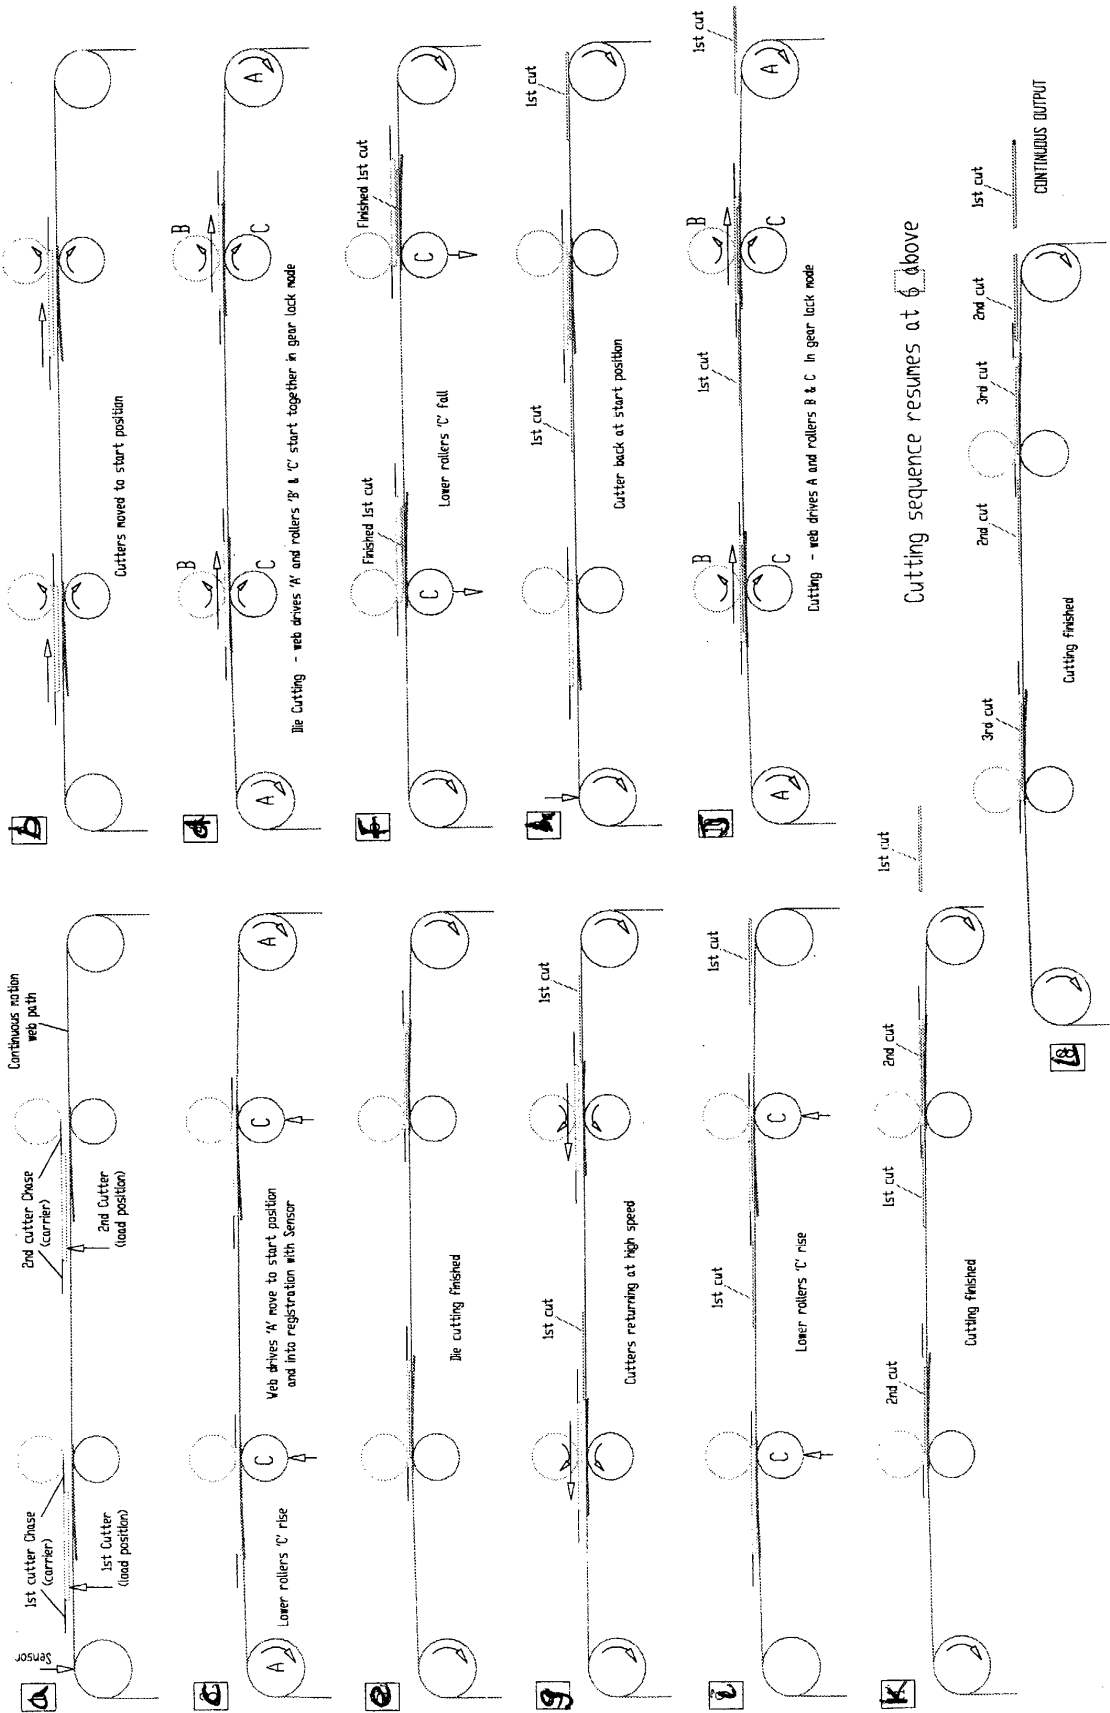 a
Sensor
1st cutter Chase
(carrier)
1st Cutter
(load position)
2nd cutter Chase
(carrier)
2nd Cutter
(load position)
Continuous motion
web path
b
Cutters moved to start position
c
A
Lower rollers 'C' rise
C
Web drives 'A' move to start position
and into registration with Sensor
C
A
d
A
B
C
Die Cutting - web drives 'A' and rollers 'B' & 'C' start together in gear lock mode
B
C
A
e
Die cutting finished
f
Finished 1st cut
C
Lower rollers 'C' fall
Finished 1st cut
C
g
1st cut
Cutters returning at high speed
1st cut
h
1st cut
Cutter back at start position
1st cut
i
C
1st cut
Lower rollers 'C' rise
C
1st cut
j
A
B
C
1st cut
Cutting - web drives A and rollers B & C In gear lock mode
B
C
A
1st cut
K
2nd cut
Cutting finished
1st cut
2nd cut
1st cut
Cutting sequence resumes at 6 above
3rd cut
Cutting finished
2nd cut
3rd cut
2nd cut
1st cut
CONTINUOUS OUTPUT